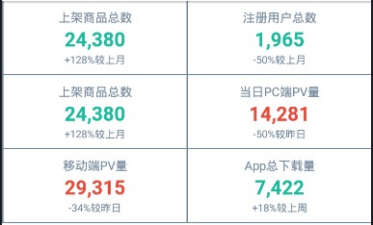 上架商品总数
24,380
+128%较上月
注册用户总数
1,965
-50%较上月
上架商品总数
24,380
+128%较上月
当日PC端PV量
14,281
-50%较昨日
移动端PV量
29,315
-34%较昨日
App总下载量
7,422
+18%较上周